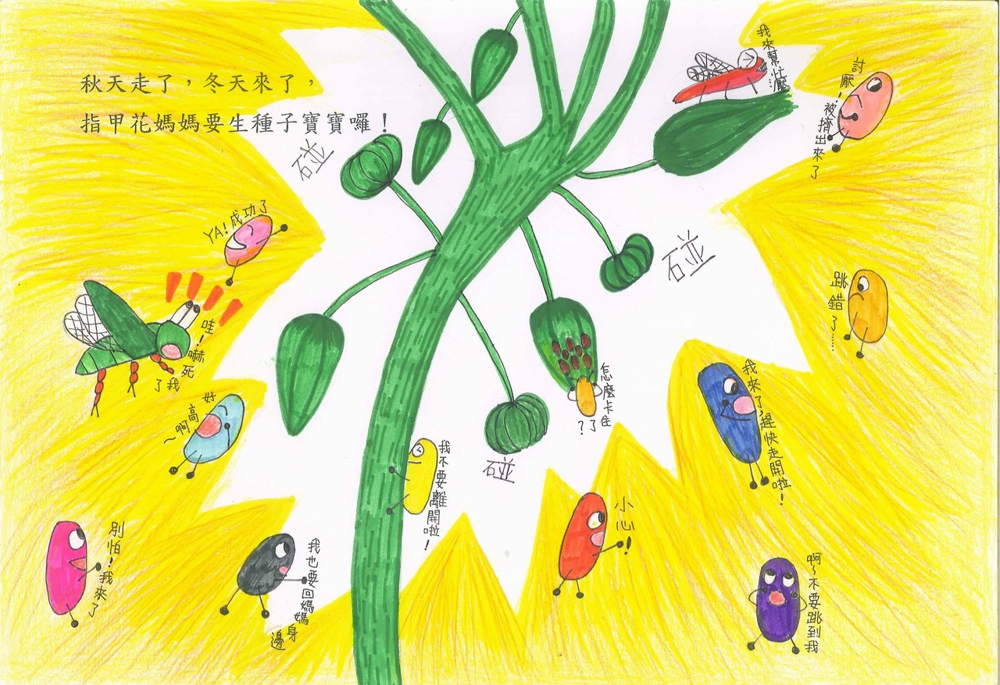 秋天走了，冬天來了，
指甲花媽媽要生種子寶寶囉！
碰
我來幫忙
討厭！被擠出來了
YA!成功了
碰
跳錯了……
哇！嚇死了我
怎麼卡住了？
我來了，趕快走開啦！
好高啊～
碰
我不要離開啦！
小心！
別怕！我來了
我也要回媽媽身邊
啊～不要跳到我